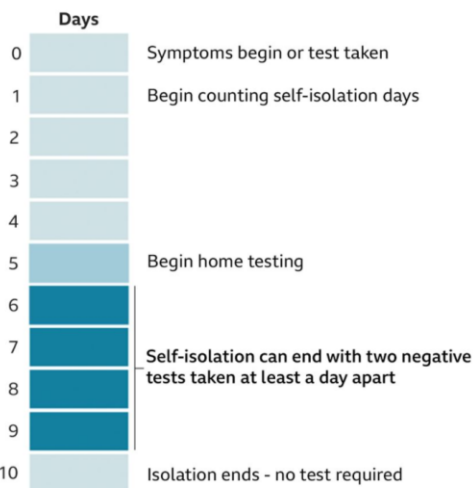 Days
0 Symptoms begin or test taken
1 Begin counting self-isolation days
2
3
4
5 Begin home testing
6
7
Self-isolation can end with two negative
tests taken at least a day apart
8
9
10 Isolation ends - no test required